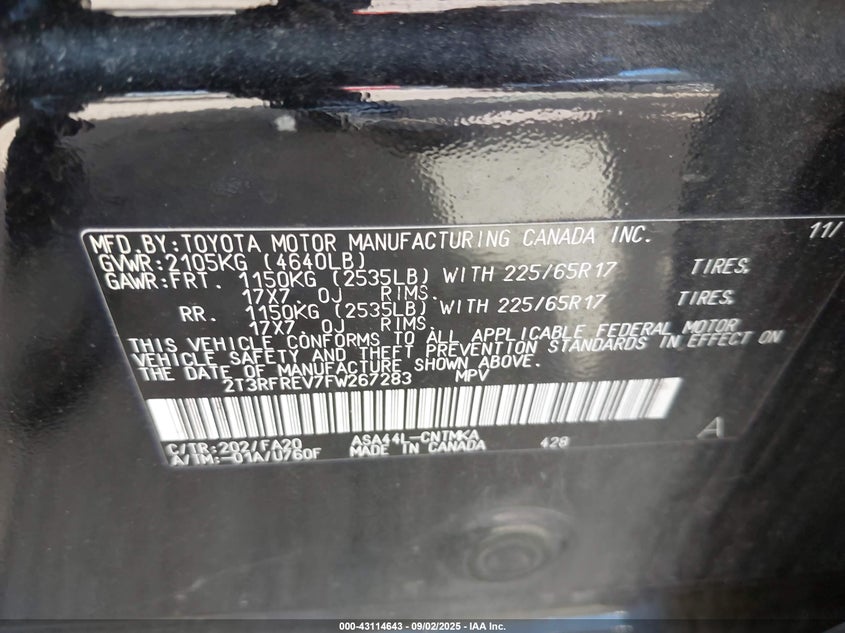 MFD.BY:TOYOTA MOTOR MANUFACTURING CANADA INC. 11/
GVWR:2105KG (4640LB)
GAWR:FRT. 1150KG (2535LB) WITH 225/65R17 TIRES,
17X7. OJ RIMS.
RR. 1150KG (2535LB) WITH 225/65R17 TIRES,
17X7. OJ RIMS.
THIS VEHICLE CONFORMS TO ALL APPLICABLE FEDERAL MOTOR
VEHICLE SAFETY AND THEFT PREVENTION STANDARDS IN EFFECT ON
THE DATE OF MANUFACTURE SHOWN ABOVE.
2T3RFREV7FW267283 MPV
C/TR:202/FA20 ASA44L-CNTMKA 428 A
A/TM:-01A/U760F MADE IN CANADA
000-43114643 - 09/02/2025 - IAA Inc.